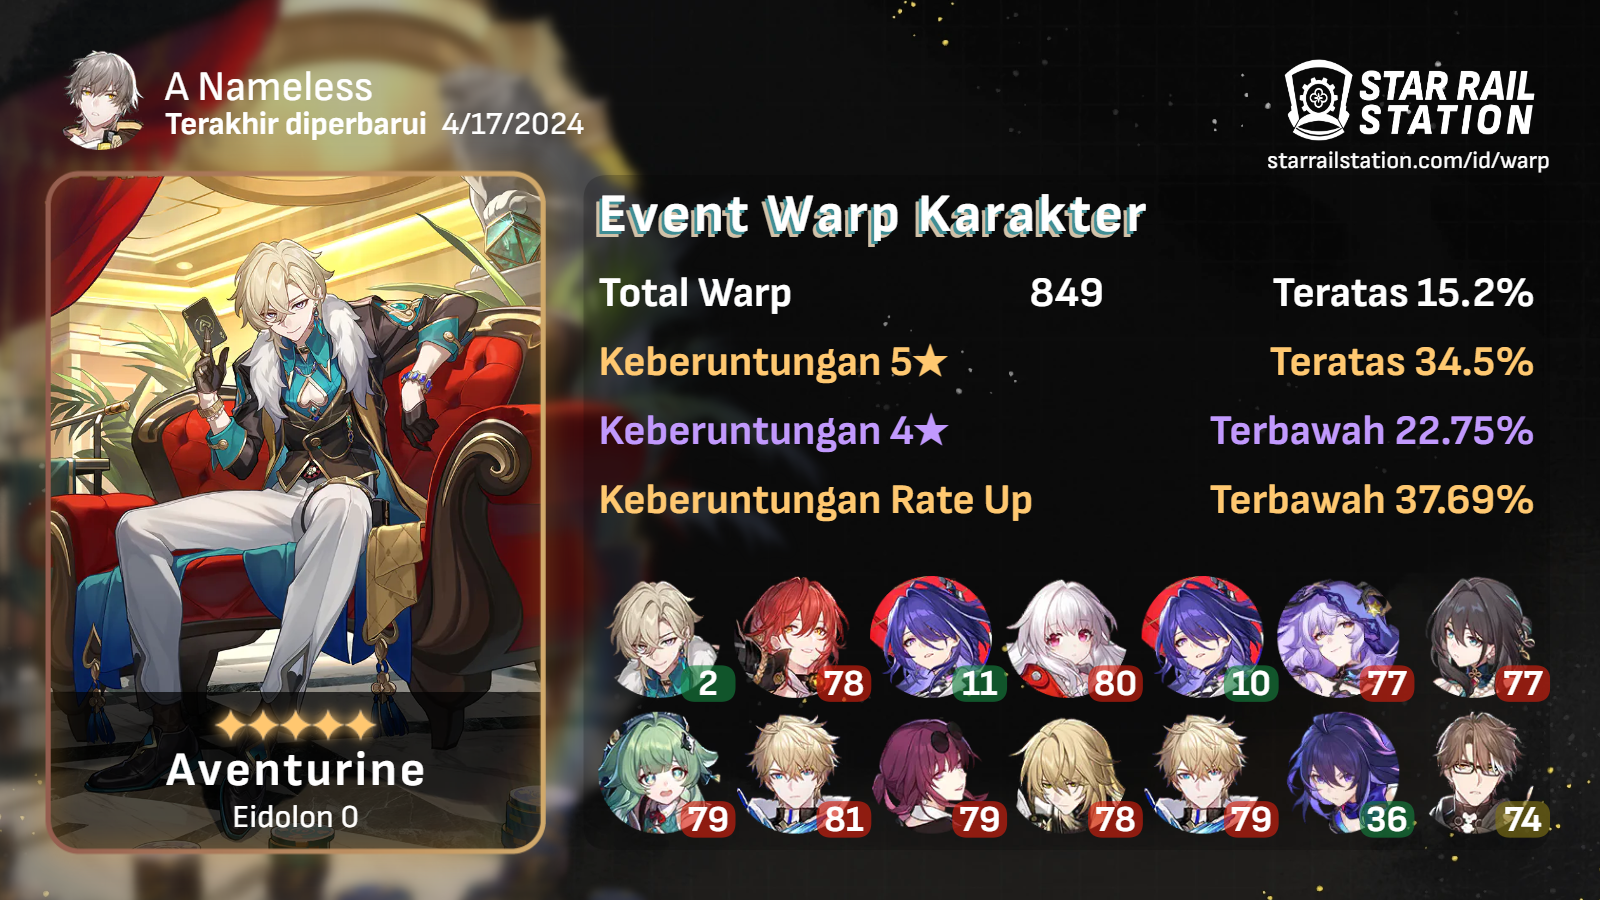 A Nameless
Terakhir diperbarui 4/17/2024
STAR RAIL
STATION
starrailstation.com/id/warp
Event Warp Karakter
Total Warp 849 Teratas 15.2%
Keberuntungan 5★ Teratas 34.5%
Keberuntungan 4★ Terbawah 22.75%
Keberuntungan Rate Up Terbawah 37.69%
2 78 11 80 10 77 77
79 81 79 78 79 36 74
Aventurine
Eidolon 0